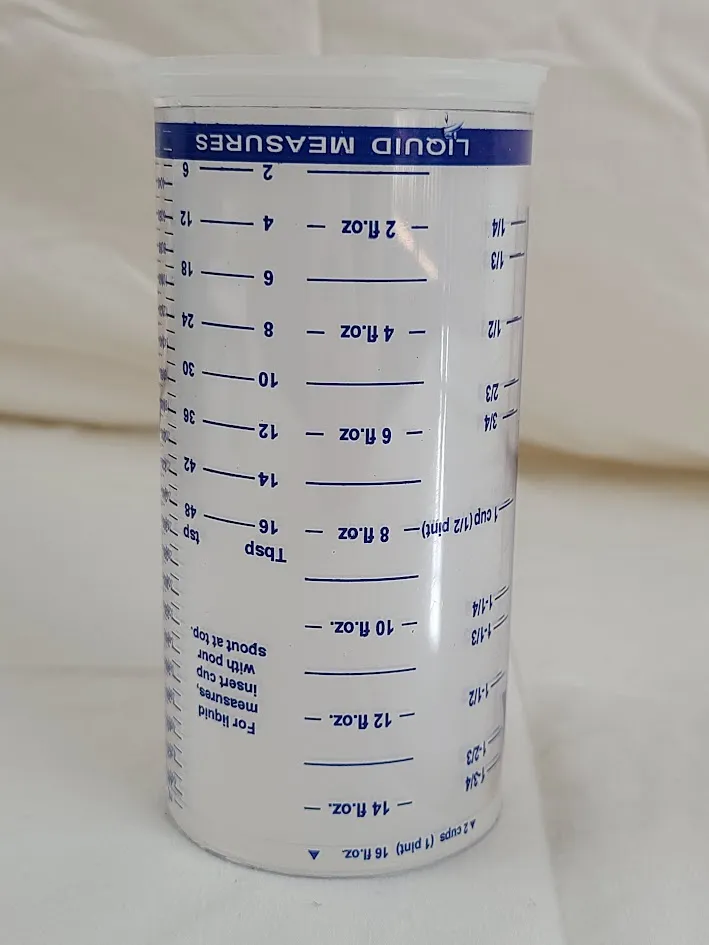 ▲ 2 cups (1 pint) 16 fl.oz. ▲
1-3/4
1-2/3
1-1/2
1-1/3
1-1/4
1 cup (1/2 pint)
3/4
2/3
1/2
1/3
1/4
14 fl.oz.
12 fl.oz.
10 fl.oz.
8 fl.oz
6 fl.oz
4 fl.oz
2 fl.oz
For liquid
measures,
insert cup
with pour
spout at top.
Tbsp tsp
16 48
14 42
12 36
10 30
8 24
6 18
4 12
2 6
LIQUID MEASURES